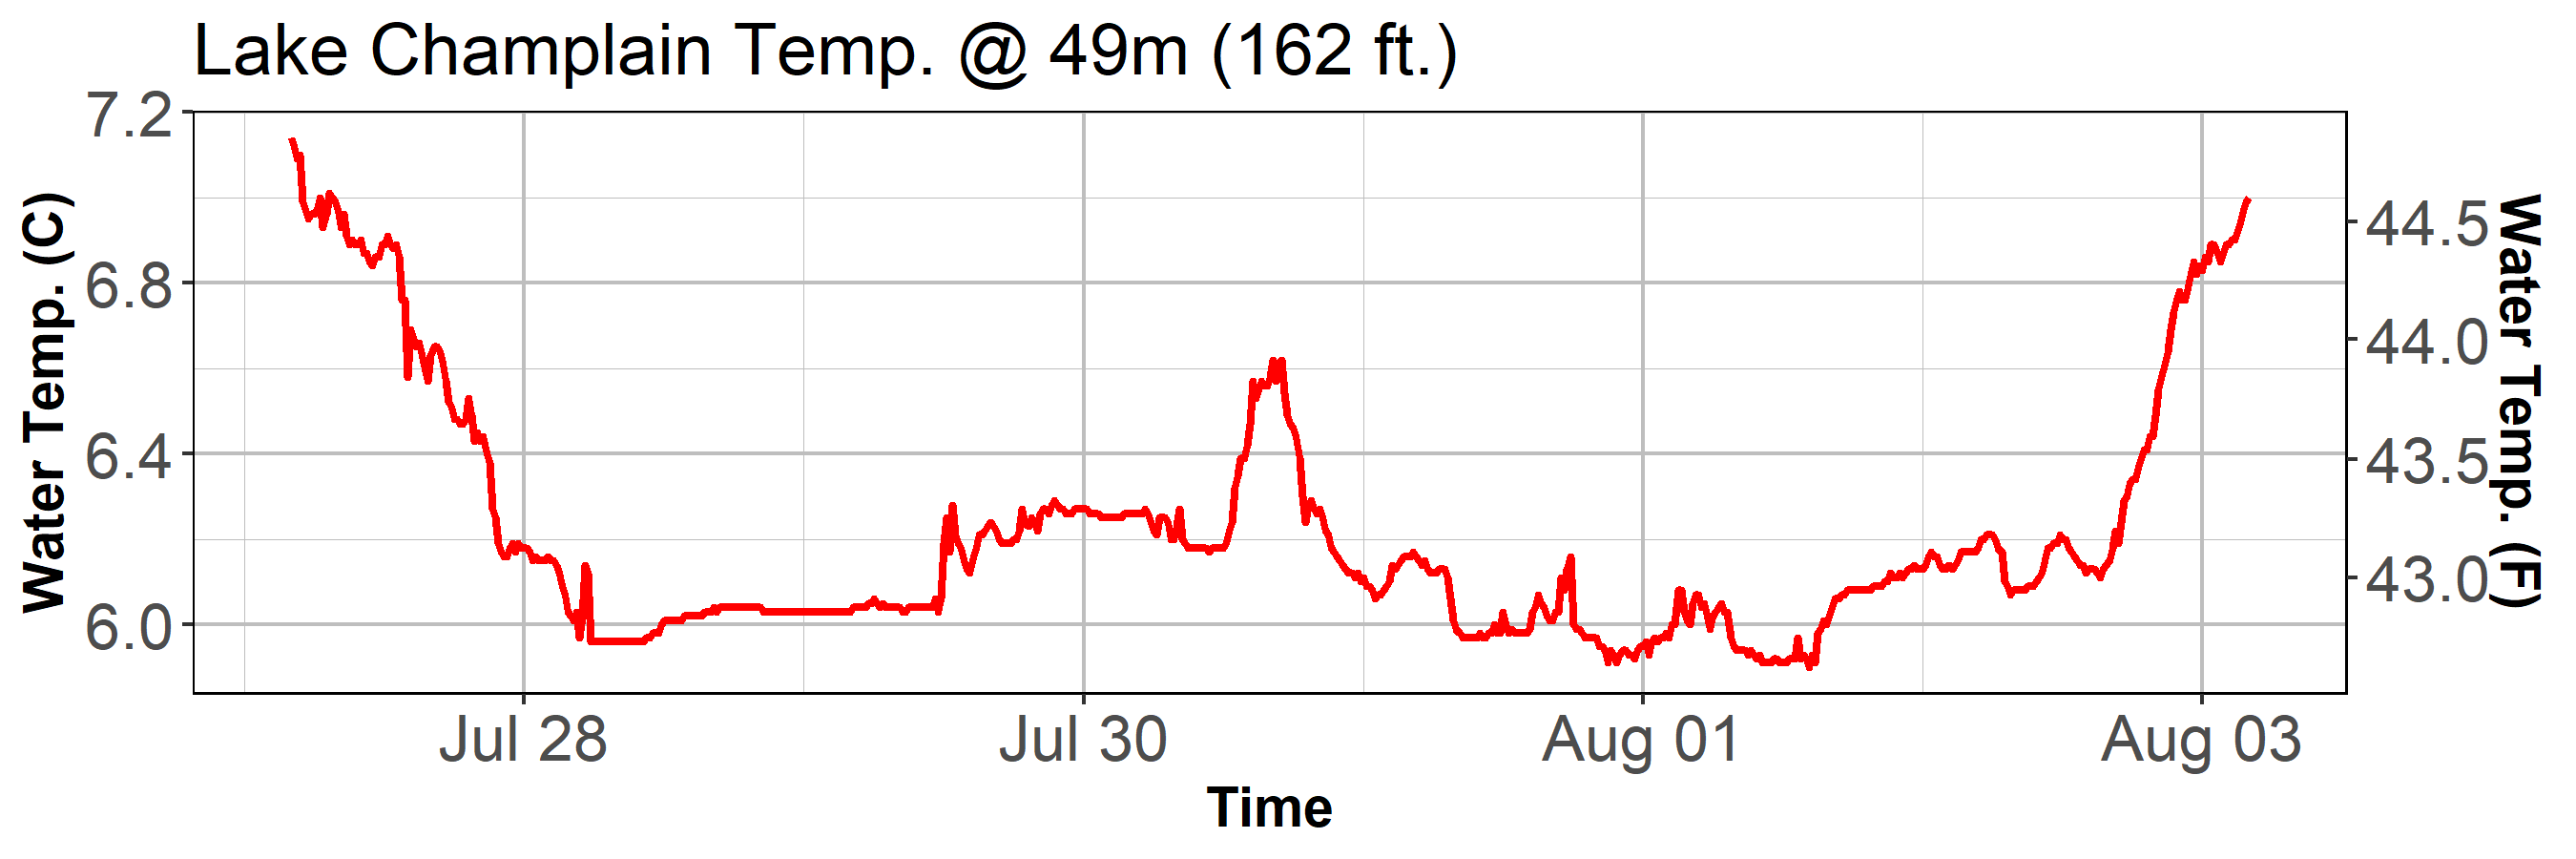 Lake Champlain Temp. @ 49m (162 ft.)
Water Temp. (C)
7.2
6.8
6.4
6.0
44.5
44.0
43.5
43.0
Water Temp. (F)
Jul 28
Jul 30
Aug 01
Aug 03
Time